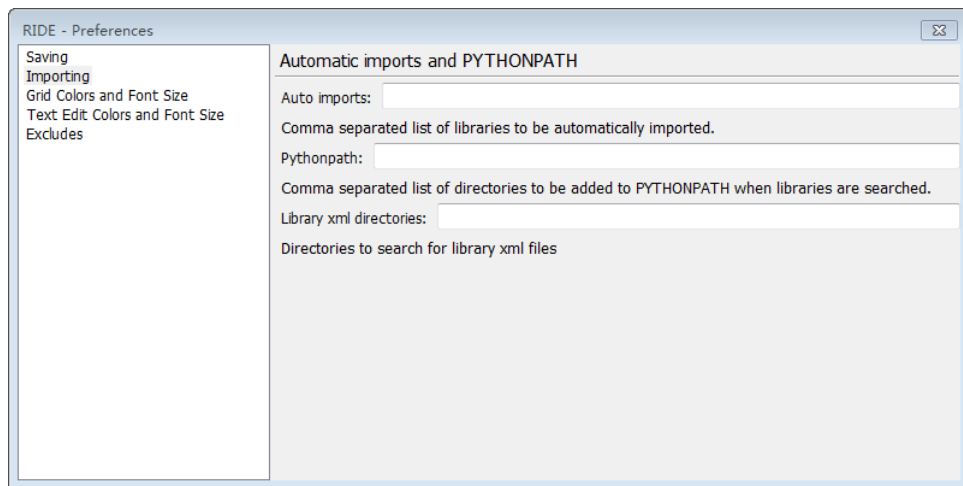 RIDE - Preferences
Saving
Importing
Grid Colors and Font Size
Text Edit Colors and Font Size
Excludes
Automatic imports and PYTHONPATH
Auto imports:
Comma separated list of libraries to be automatically imported.
Pythonpath:
Comma separated list of directories to be added to PYTHONPATH when libraries are searched.
Library xml directories:
Directories to search for library xml files